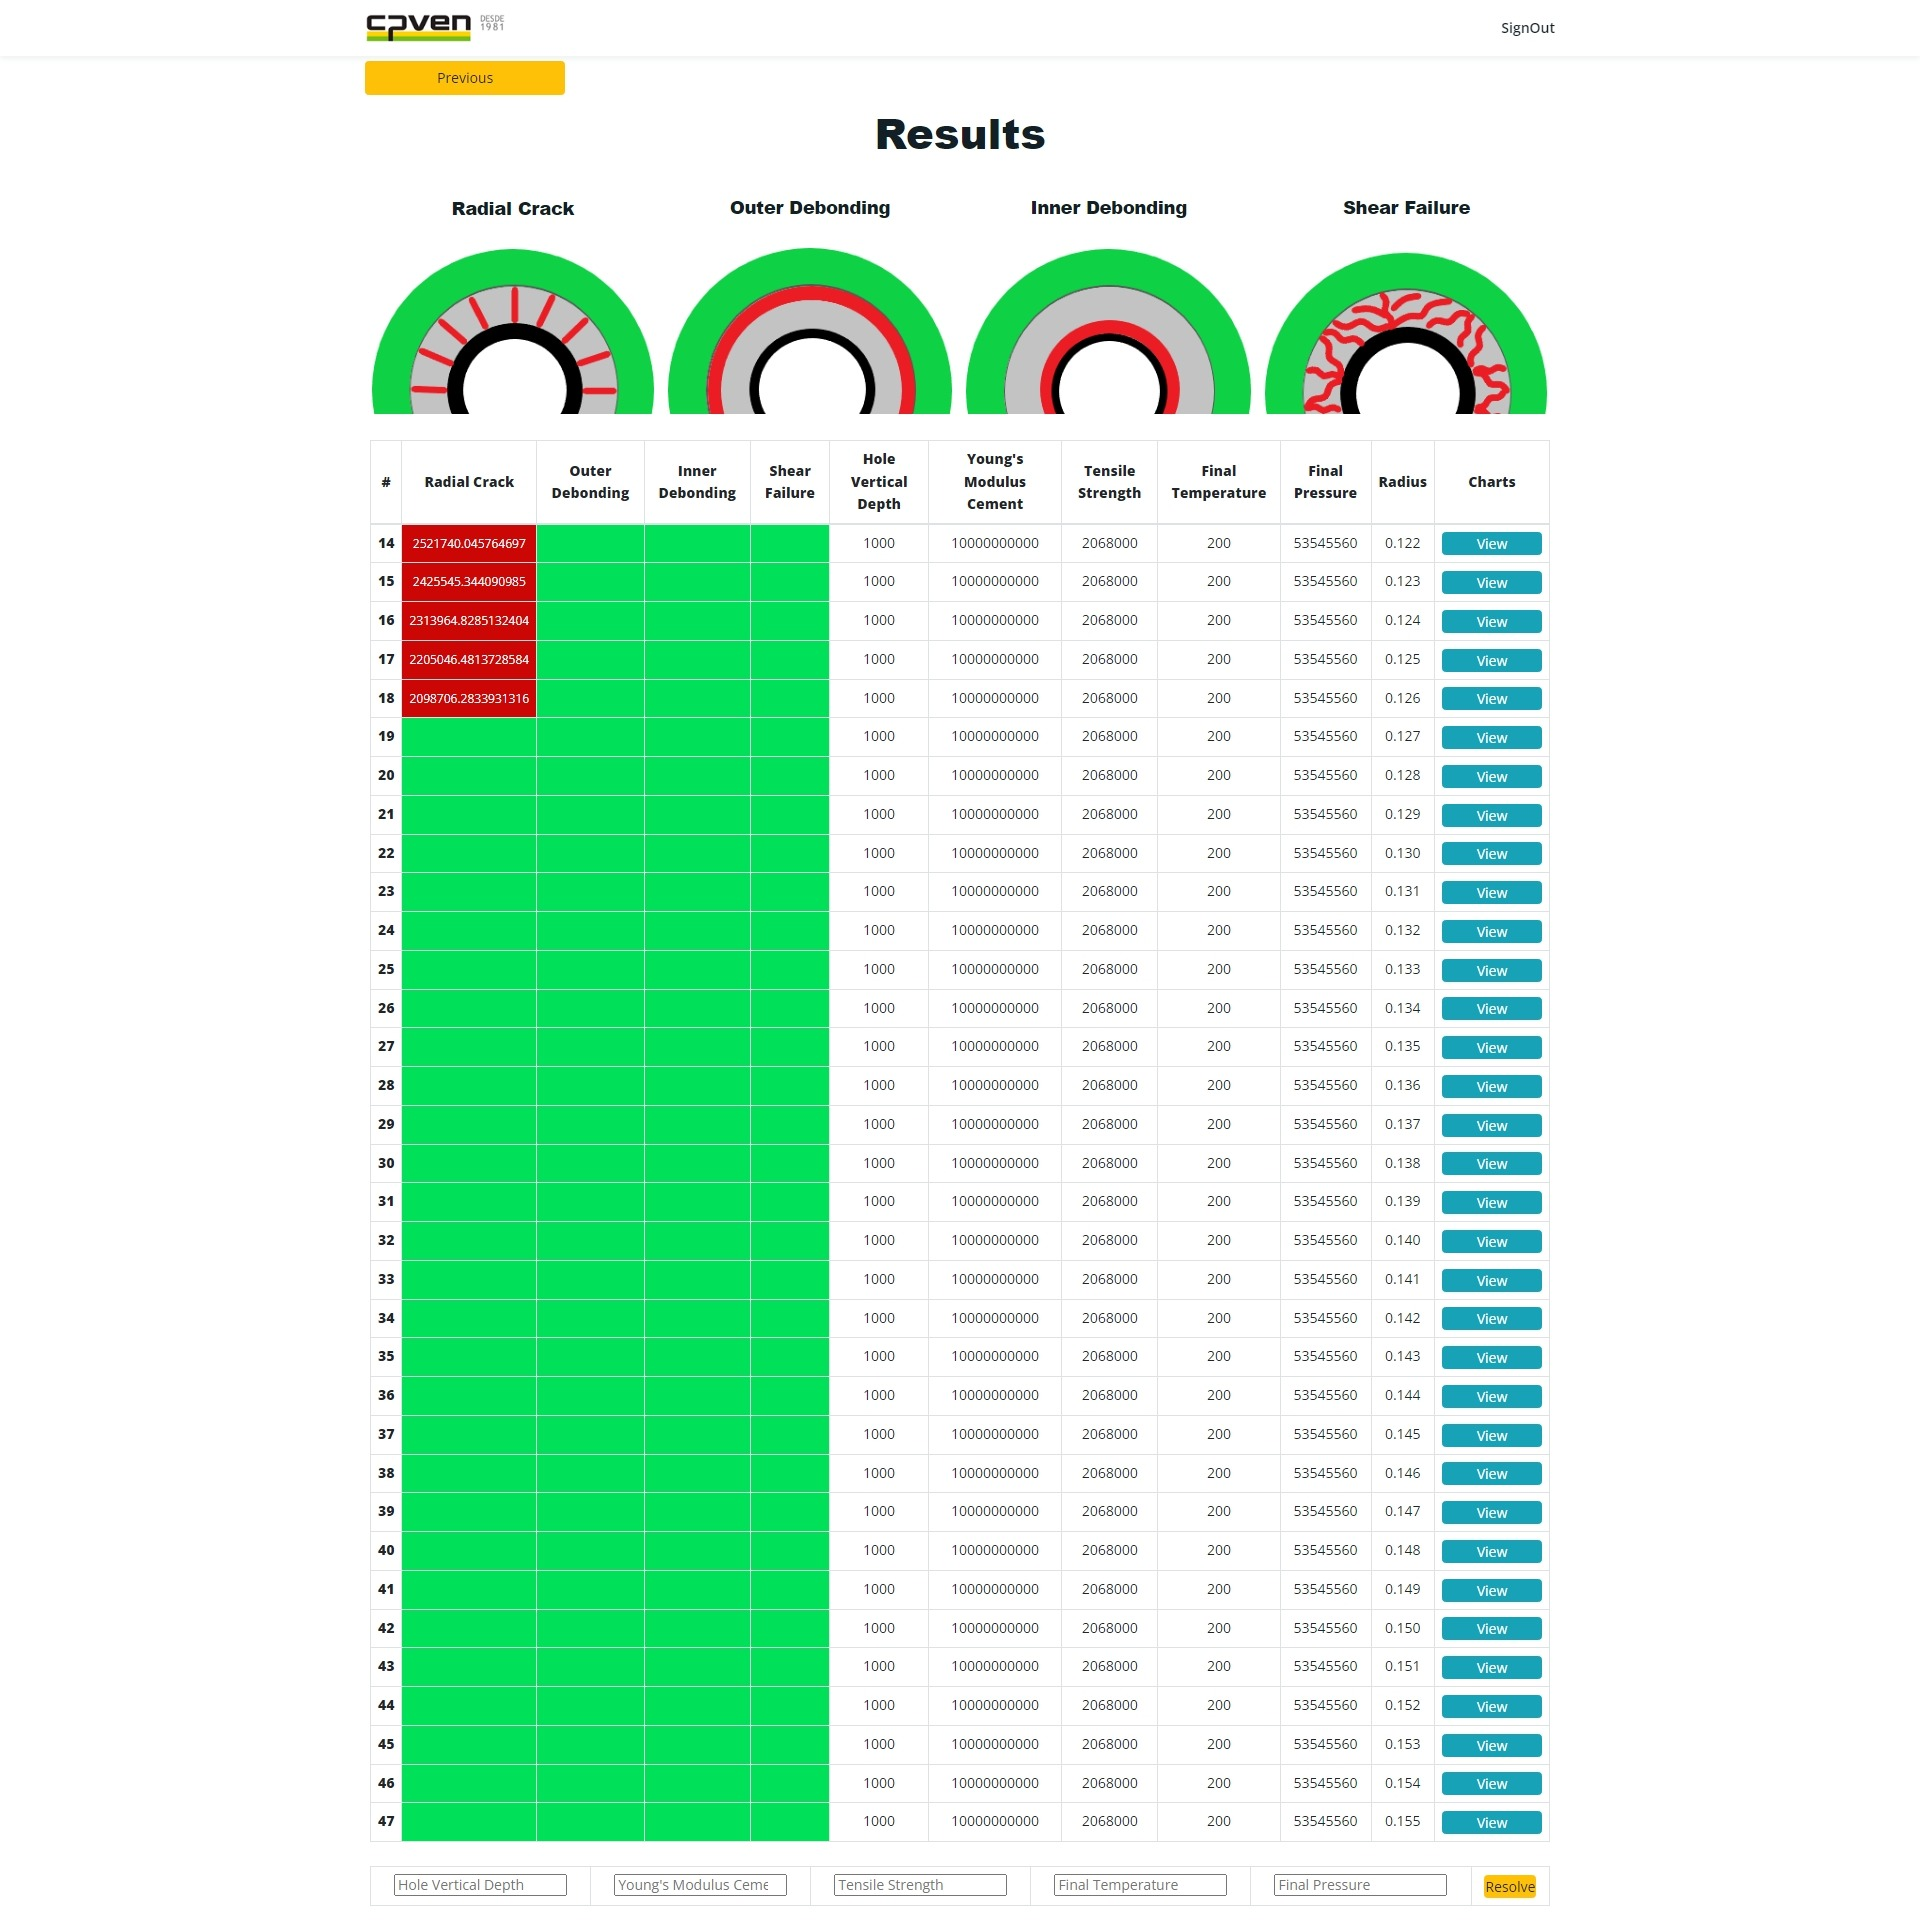 cpven DESDE 1981
SignOut
Previous
Results
Radial Crack
Outer Debonding
Inner Debonding
Shear Failure
# Radial Crack Outer Debonding Inner Debonding Shear Failure Hole Vertical Depth Young's Modulus Cement Tensile Strength Final Temperature Final Pressure Radius Charts
14 2521740.045764697 1000 10000000000 2068000 200 53545560 0.122 View
15 2425545.344090985 1000 10000000000 2068000 200 53545560 0.123 View
16 2313964.8285132404 1000 10000000000 2068000 200 53545560 0.124 View
17 2205046.4813728584 1000 10000000000 2068000 200 53545560 0.125 View
18 2098706.2833931316 1000 10000000000 2068000 200 53545560 0.126 View
19 1000 10000000000 2068000 200 53545560 0.127 View
20 1000 10000000000 2068000 200 53545560 0.128 View
21 1000 10000000000 2068000 200 53545560 0.129 View
22 1000 10000000000 2068000 200 53545560 0.130 View
23 1000 10000000000 2068000 200 53545560 0.131 View
24 1000 10000000000 2068000 200 53545560 0.132 View
25 1000 10000000000 2068000 200 53545560 0.133 View
26 1000 10000000000 2068000 200 53545560 0.134 View
27 1000 10000000000 2068000 200 53545560 0.135 View
28 1000 10000000000 2068000 200 53545560 0.136 View
29 1000 10000000000 2068000 200 53545560 0.137 View
30 1000 10000000000 2068000 200 53545560 0.138 View
31 1000 10000000000 2068000 200 53545560 0.139 View
32 1000 10000000000 2068000 200 53545560 0.140 View
33 1000 10000000000 2068000 200 53545560 0.141 View
34 1000 10000000000 2068000 200 53545560 0.142 View
35 1000 10000000000 2068000 200 53545560 0.143 View
36 1000 10000000000 2068000 200 53545560 0.144 View
37 1000 10000000000 2068000 200 53545560 0.145 View
38 1000 10000000000 2068000 200 53545560 0.146 View
39 1000 10000000000 2068000 200 53545560 0.147 View
40 1000 10000000000 2068000 200 53545560 0.148 View
41 1000 10000000000 2068000 200 53545560 0.149 View
42 1000 10000000000 2068000 200 53545560 0.150 View
43 1000 10000000000 2068000 200 53545560 0.151 View
44 1000 10000000000 2068000 200 53545560 0.152 View
45 1000 10000000000 2068000 200 53545560 0.153 View
46 1000 10000000000 2068000 200 53545560 0.154 View
47 1000 10000000000 2068000 200 53545560 0.155 View
Hole Vertical Depth Young's Modulus Ceme Tensile Strength Final Temperature Final Pressure Resolve